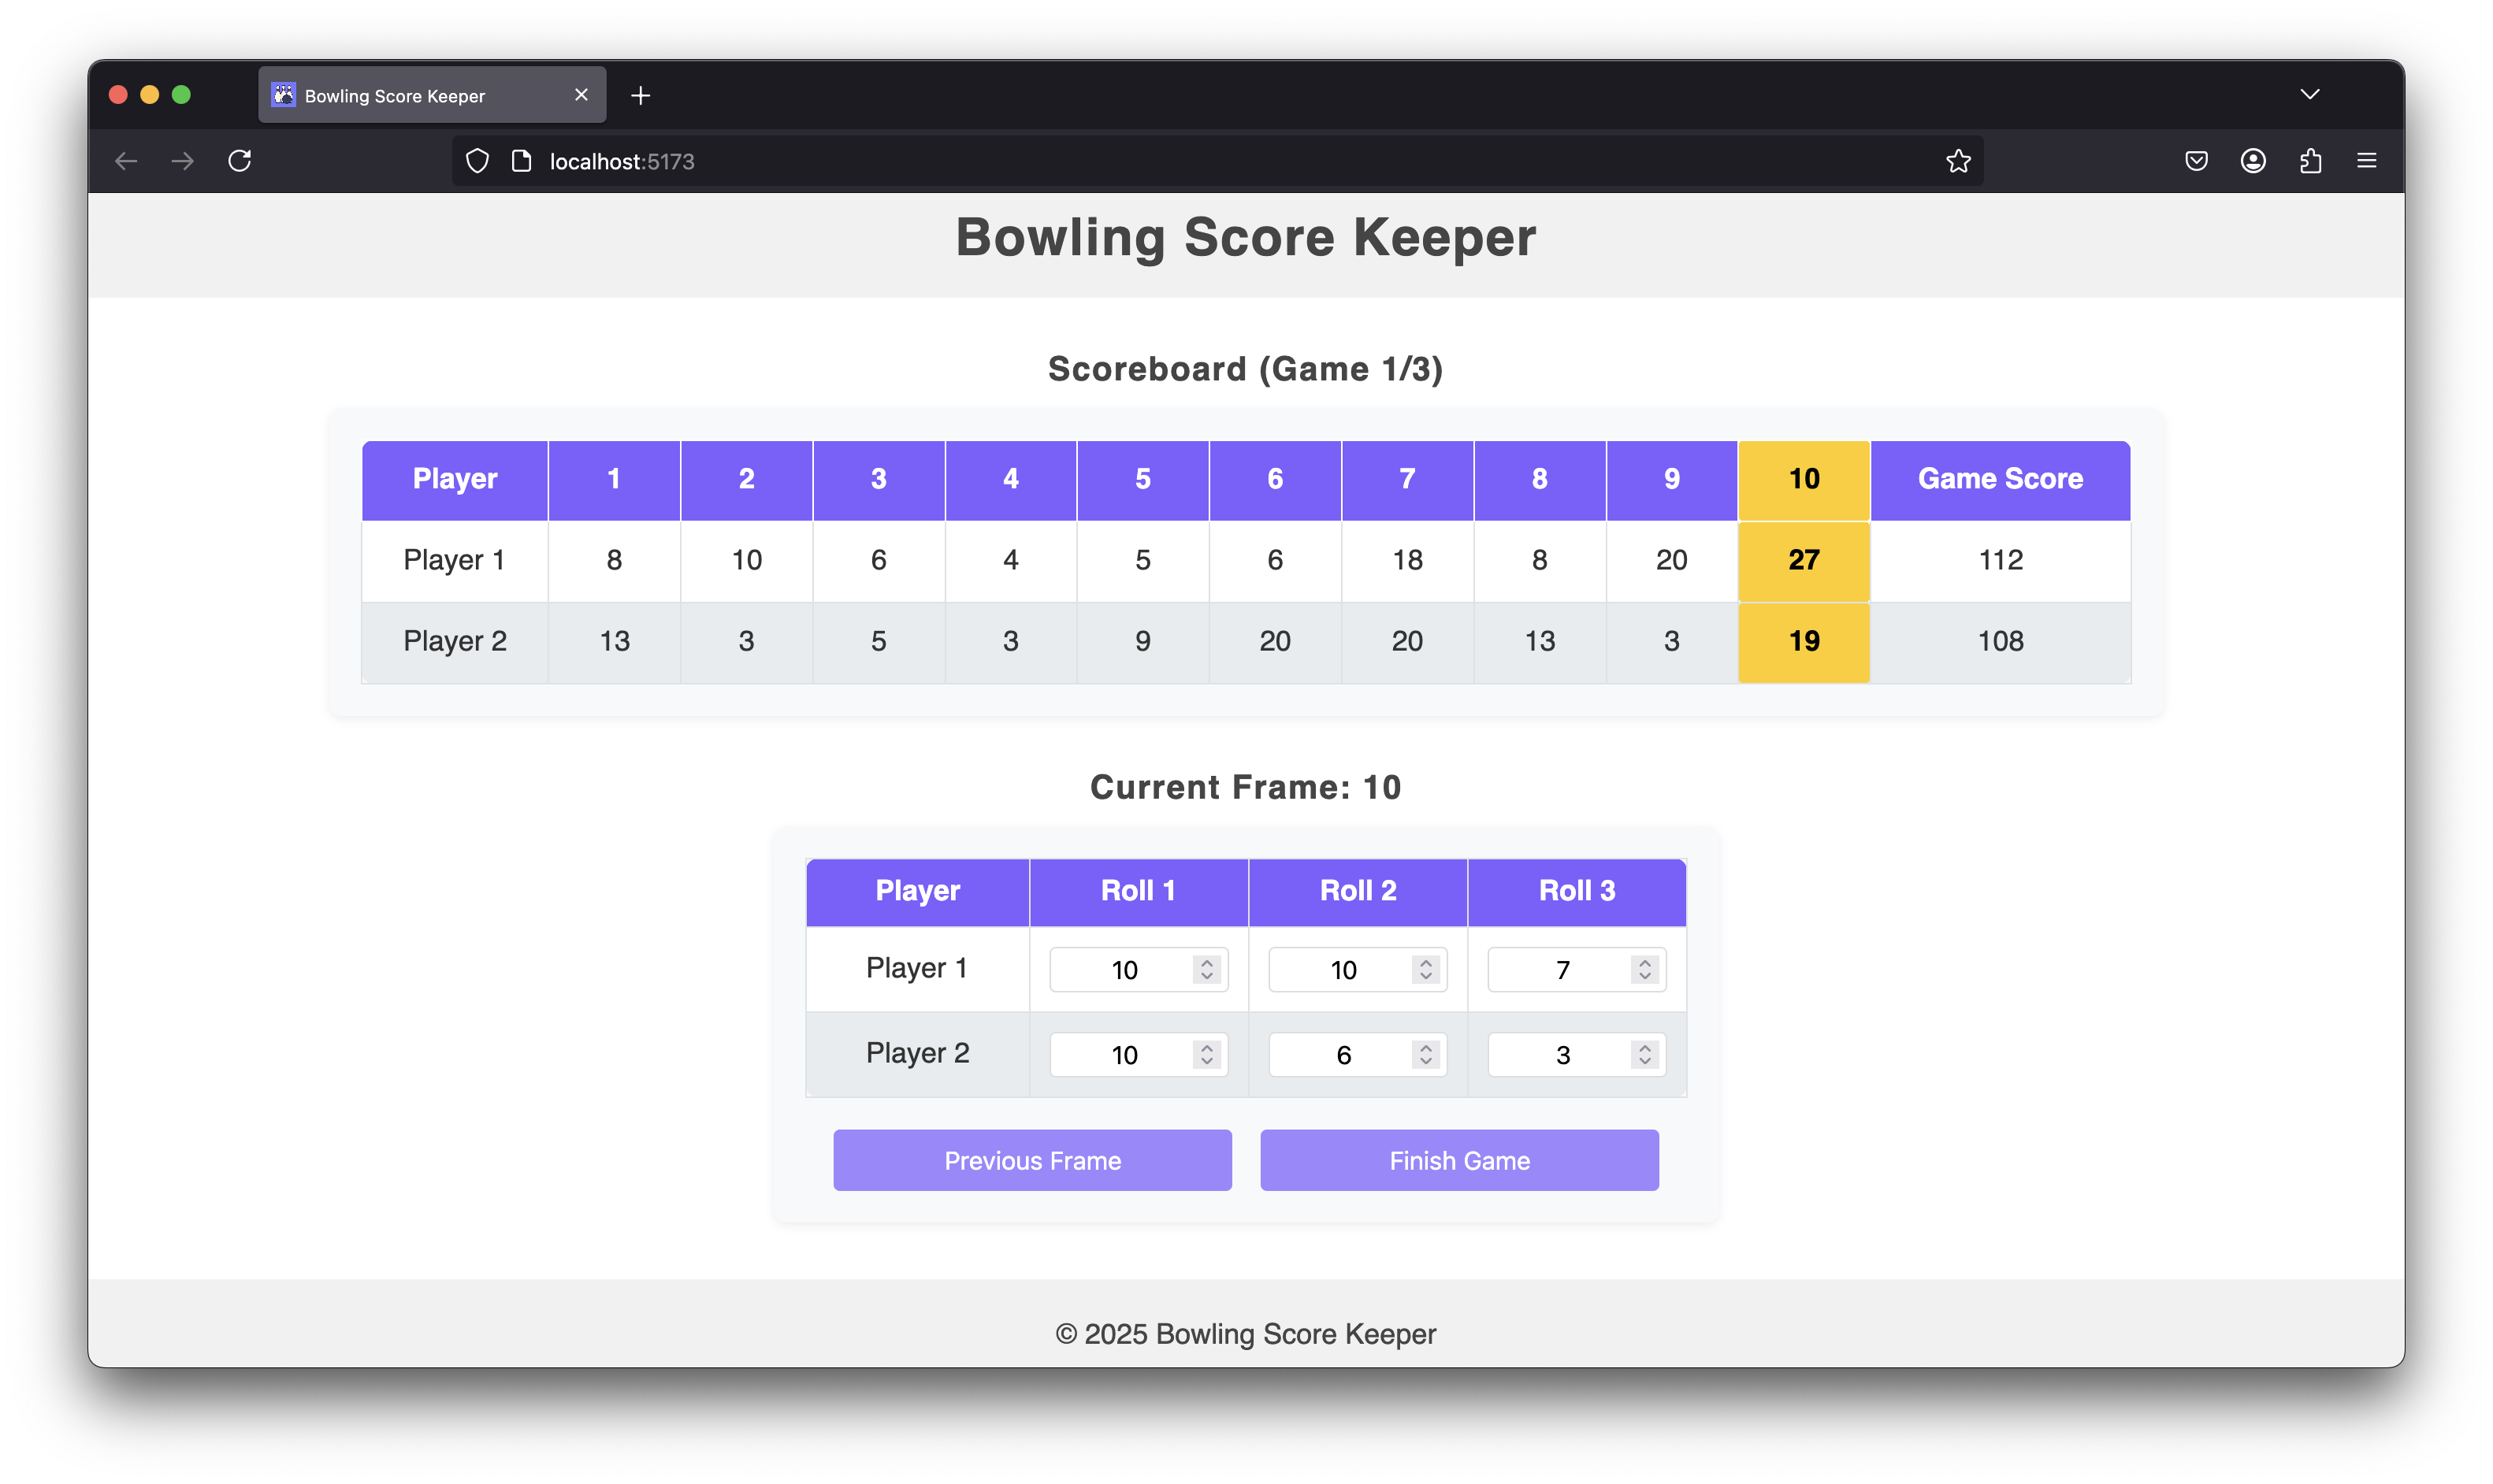 Bowling Score Keeper
localhost:5173
Bowling Score Keeper
Scoreboard (Game 1/3)
Player 1 2 3 4 5 6 7 8 9 10 Game Score
Player 1 8 10 6 4 5 6 18 8 20 27 112
Player 2 13 3 5 3 9 20 20 13 3 19 108
Current Frame: 10
Player Roll 1 Roll 2 Roll 3
Player 1 10 10 7
Player 2 10 6 3
Previous Frame Finish Game
© 2025 Bowling Score Keeper